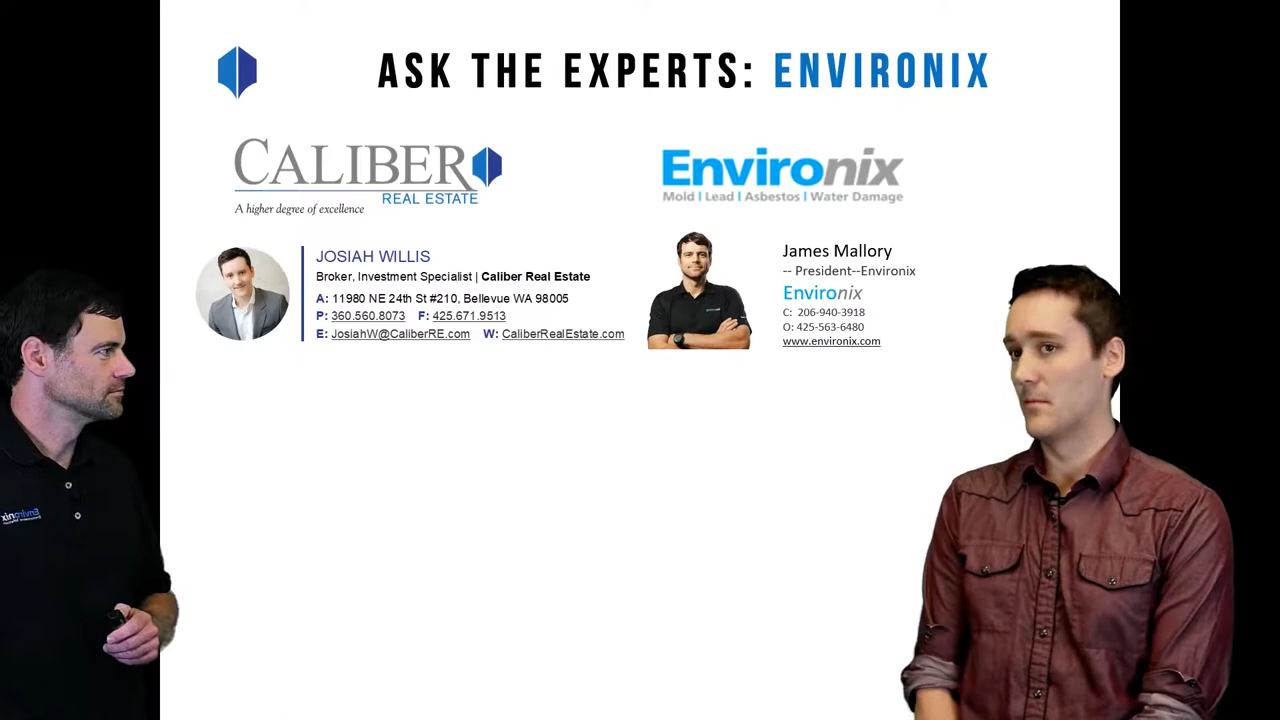 ASK THE EXPERTS: ENVIRONIX
CALIBER
REAL ESTATE
A higher degree of excellence
Environix
Mold | Lead | Asbestos | Water Damage
JOSIAH WILLIS
Broker, Investment Specialist | Caliber Real Estate
A: 11980 NE 24th St #210, Bellevue WA 98005
P: 360.560.8073 F: 425.671.9513
E: JosiahW@CaliberRE.com W: CaliberRealEstate.com
James Mallory
-- President--Environix
Environix
C: 206-940-3918
O: 425-563-6480
www.environix.com
Environix